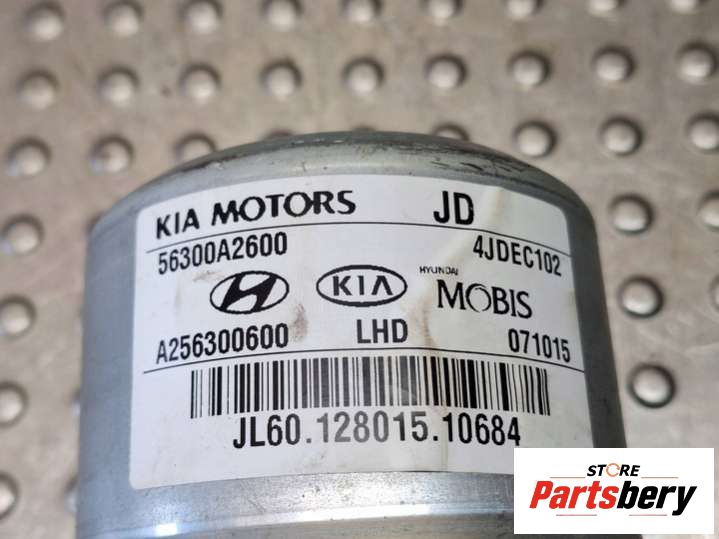 KIA MOTORS JD
56300A2600 4JDEC102
KIA HYUNDAI MOBIS
A256300600 LHD 071015
JL60.128015.10684
STORE
Partsbery